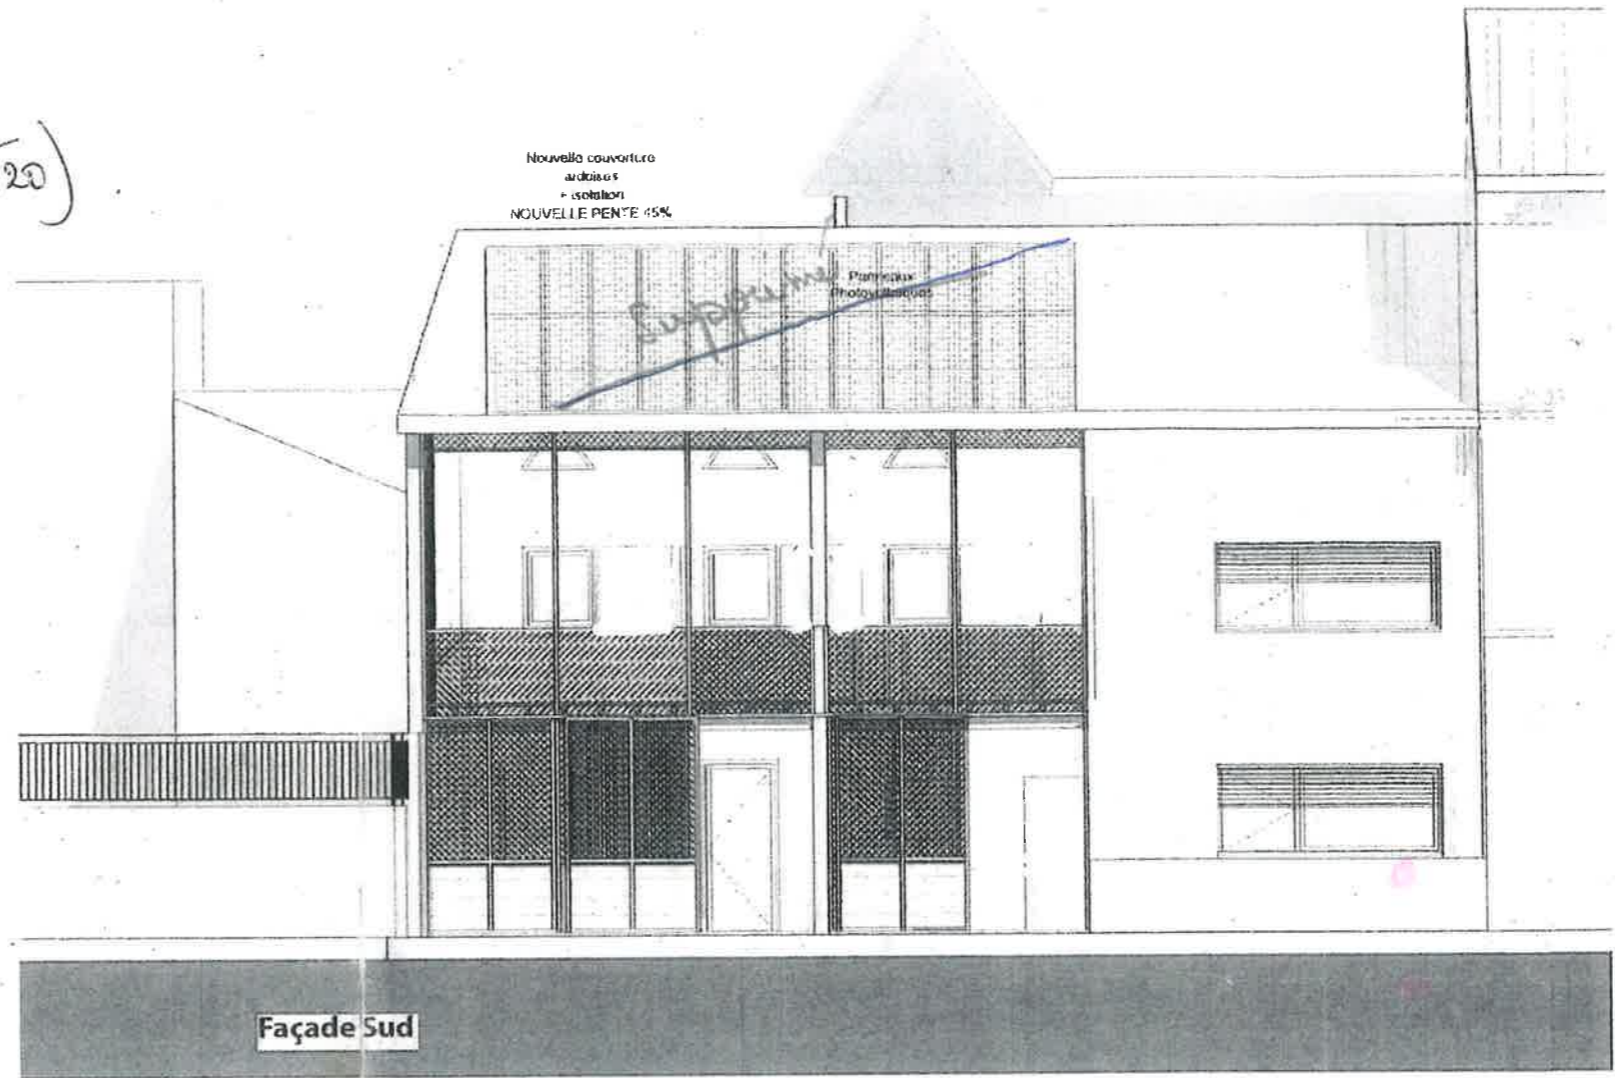 20)
Nouvelle couverture
ardoises
+ isolation
NOUVELLE PENTE 45%
Panneaux
Photovoltaïques
Supprimé
Façade Sud